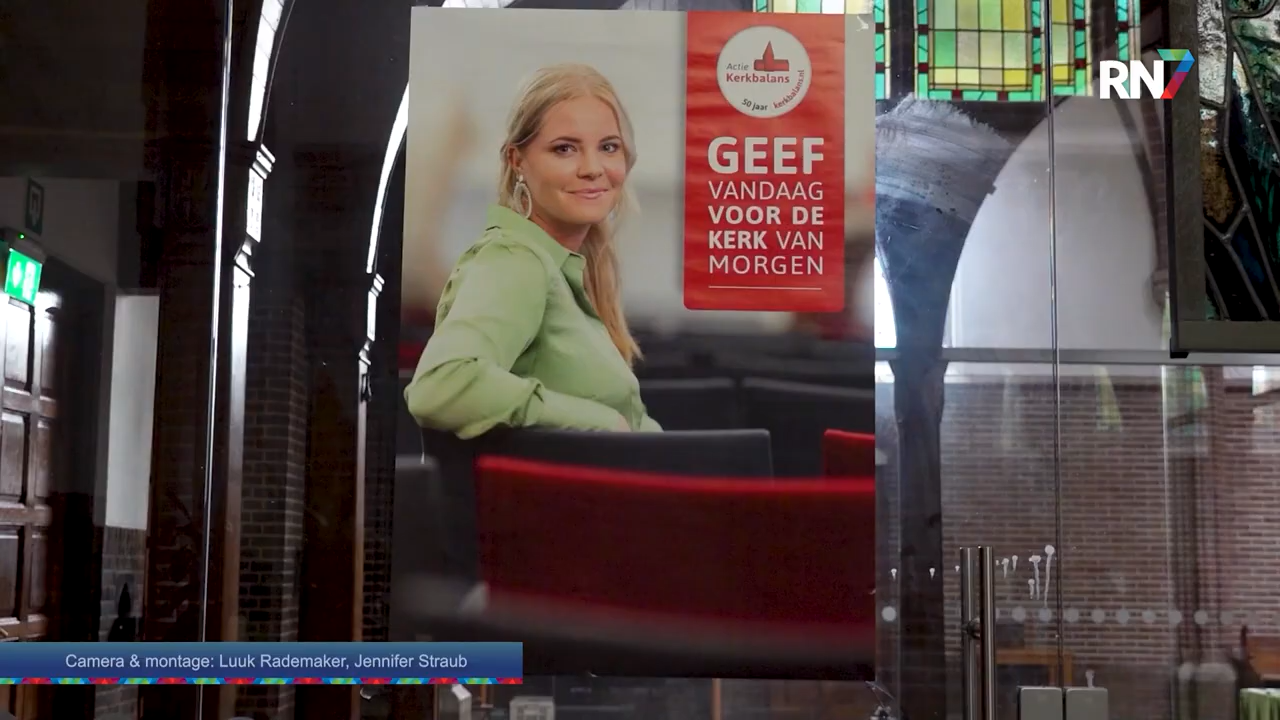 RN7
Actie
Kerkbalans
50 jaar kerkbalans.nl
GEEF
VANDAAG
VOOR DE
KERK VAN
MORGEN
Camera & montage: Luuk Rademaker, Jennifer Straub